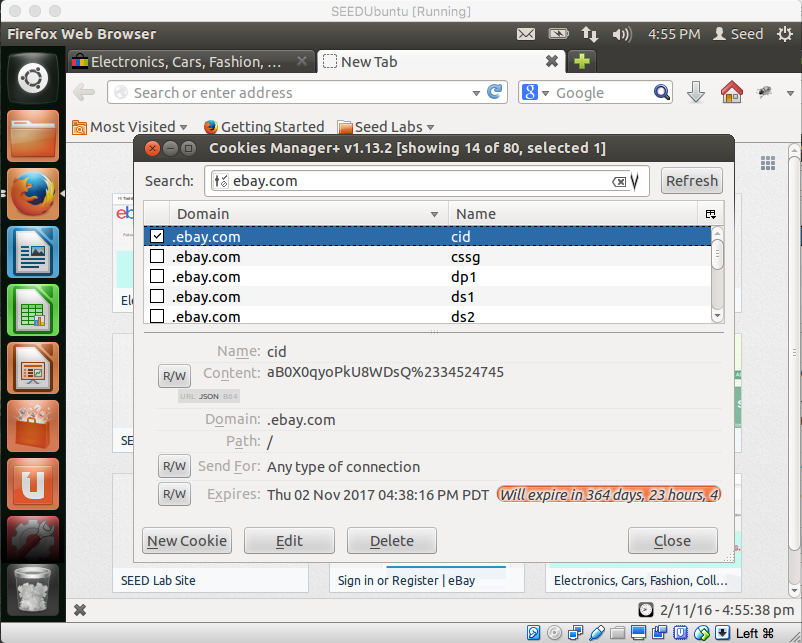 SEEDUbuntu [Running]
Firefox Web Browser
4:55 PM Seed
Electronics, Cars, Fashion, ...
New Tab
Search or enter address
Google
Most Visited
Getting Started
Seed Labs
Cookies Manager+ v1.13.2 [showing 14 of 80, selected 1]
Search: ebay.com
Refresh
Domain Name
.ebay.com cid
.ebay.com cssg
.ebay.com dp1
.ebay.com ds1
.ebay.com ds2
Name: cid
R/W Content: aB0X0qyoPkU8WDsQ%2334524745
URL JSON B64
Domain: .ebay.com
Path: /
R/W Send For: Any type of connection
R/W Expires: Thu 02 Nov 2017 04:38:16 PM PDT Will expire in 364 days, 23 hours, 4
New Cookie Edit Delete Close
SEED Lab Site
Sign in or Register | eBay
Electronics, Cars, Fashion, Coll...
2/11/16 - 4:55:38 pm
Left ⌘